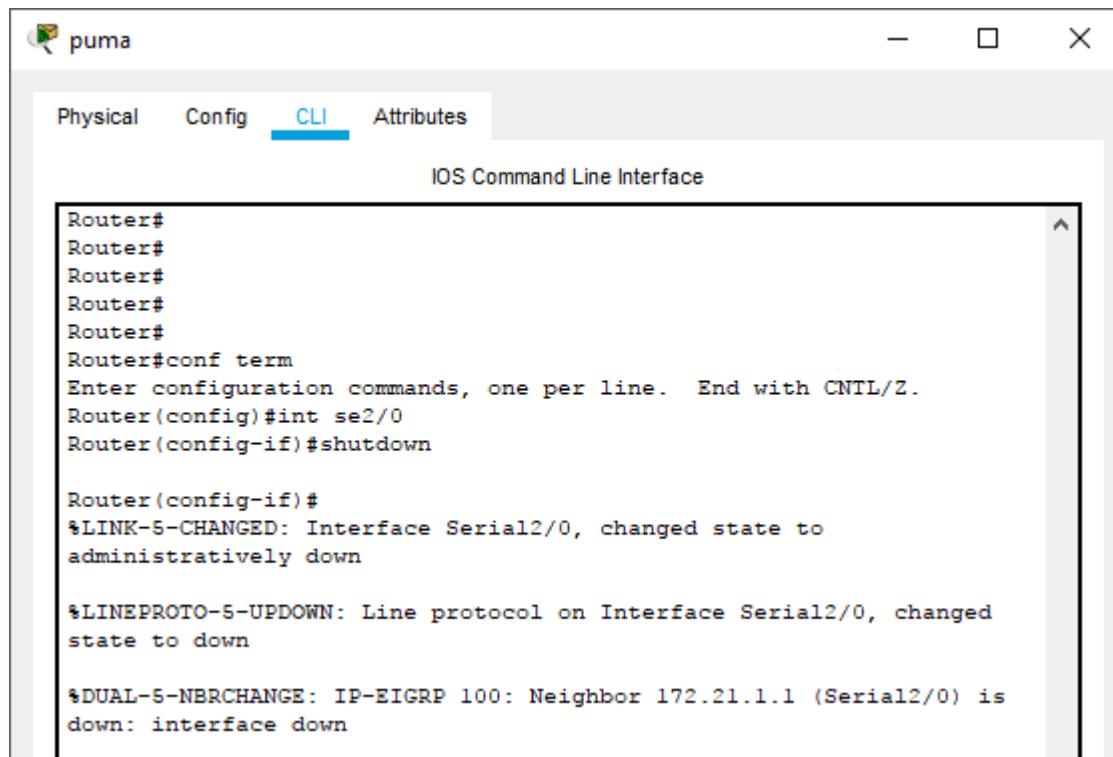 puma
Physical Config CLI Attributes
IOS Command Line Interface
Router#
Router#
Router#
Router#
Router#
Router#conf term
Enter configuration commands, one per line.  End with CNTL/Z.
Router(config)#int se2/0
Router(config-if)#shutdown
Router(config-if)#
%LINK-5-CHANGED: Interface Serial2/0, changed state to
administratively down
%LINEPROTO-5-UPDOWN: Line protocol on Interface Serial2/0, changed
state to down
%DUAL-5-NBRCHANGE: IP-EIGRP 100: Neighbor 172.21.1.1 (Serial2/0) is
down: interface down